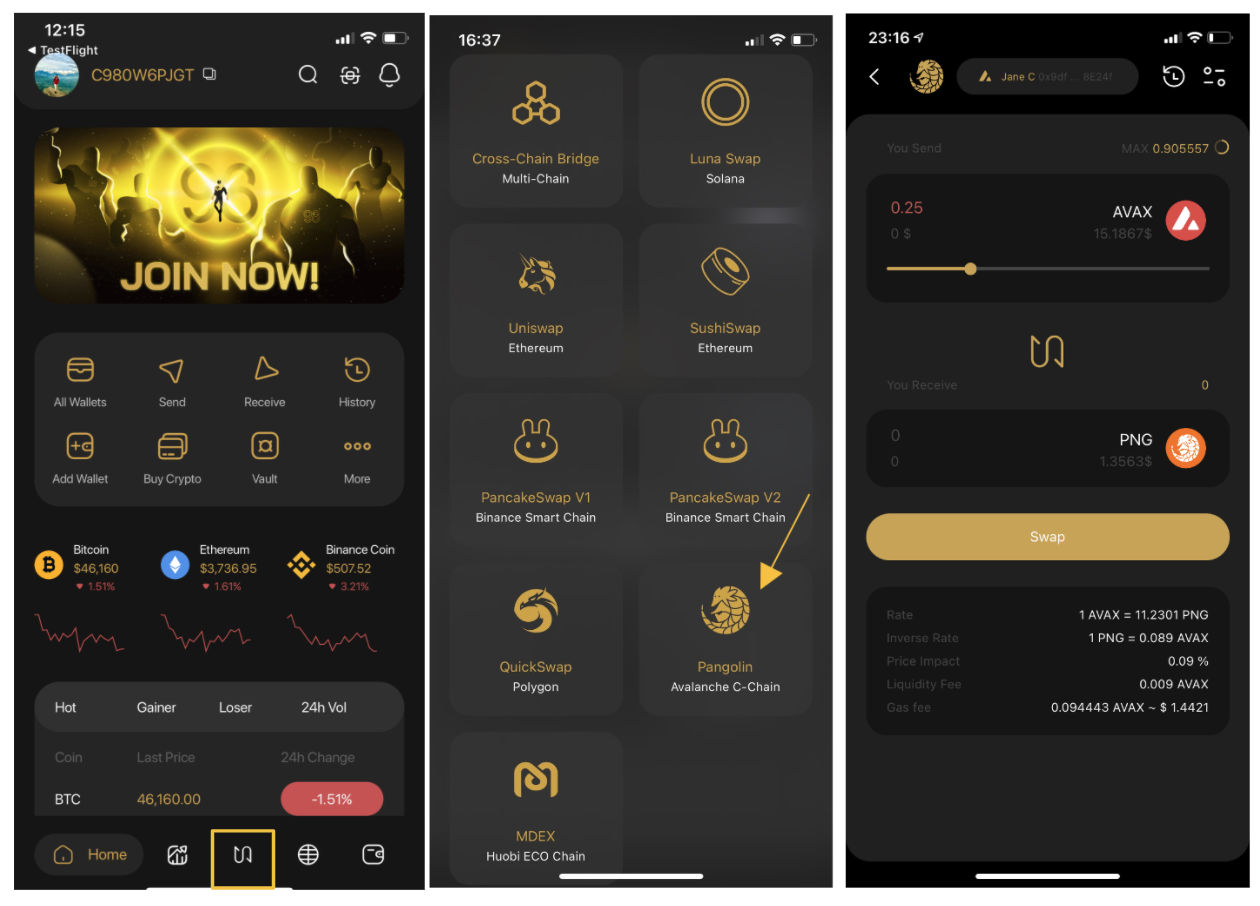 12:15
◀ TestFlight
C980W6PJGT
96
96
JOIN NOW!
All Wallets Send Receive History
Add Wallet Buy Crypto Vault More
Bitcoin Ethereum Binance Coin
$46,160 $3,736.95 $507.52
▼ 1.51% ▼ 1.61% ▼ 3.21%
Hot Gainer Loser 24h Vol
Coin Last Price 24h Change
BTC 46,160.00 -1.51%
Home
16:37
Cross-Chain Bridge
Multi-Chain
Luna Swap
Solana
Uniswap
Ethereum
SushiSwap
Ethereum
PancakeSwap V1
Binance Smart Chain
PancakeSwap V2
Binance Smart Chain
QuickSwap
Polygon
Pangolin
Avalanche C-Chain
MDEX
Huobi ECO Chain
23:16
Jane C 0x9df ... 8E24!
You Send MAX 0.905557
0.25 AVAX
0 $ 15.1867$
You Receive 0
0 PNG
0 1.3563$
Swap
Rate 1 AVAX = 11.2301 PNG
Inverse Rate 1 PNG = 0.089 AVAX
Price Impact 0.09 %
Liquidity Fee 0.009 AVAX
Gas fee 0.094443 AVAX ~ $ 1.4421